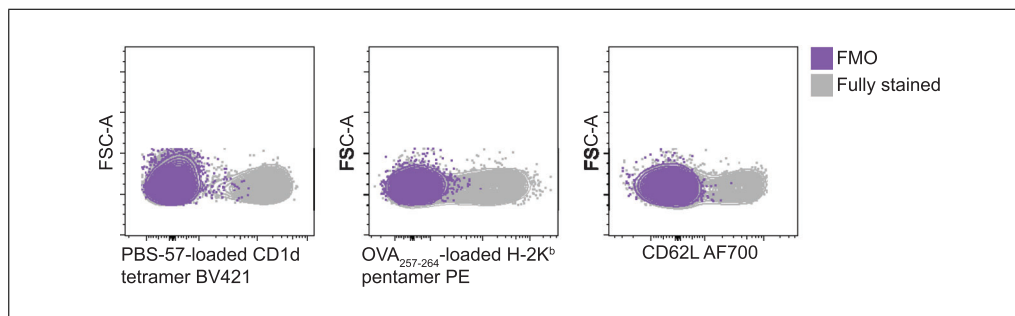 FMO
Fully stained
FSC-A
FSC-A
FSC-A
PBS-57-loaded CD1d
tetramer BV421
OVA257-264-loaded H-2Kᵇ
pentamer PE
CD62L AF700